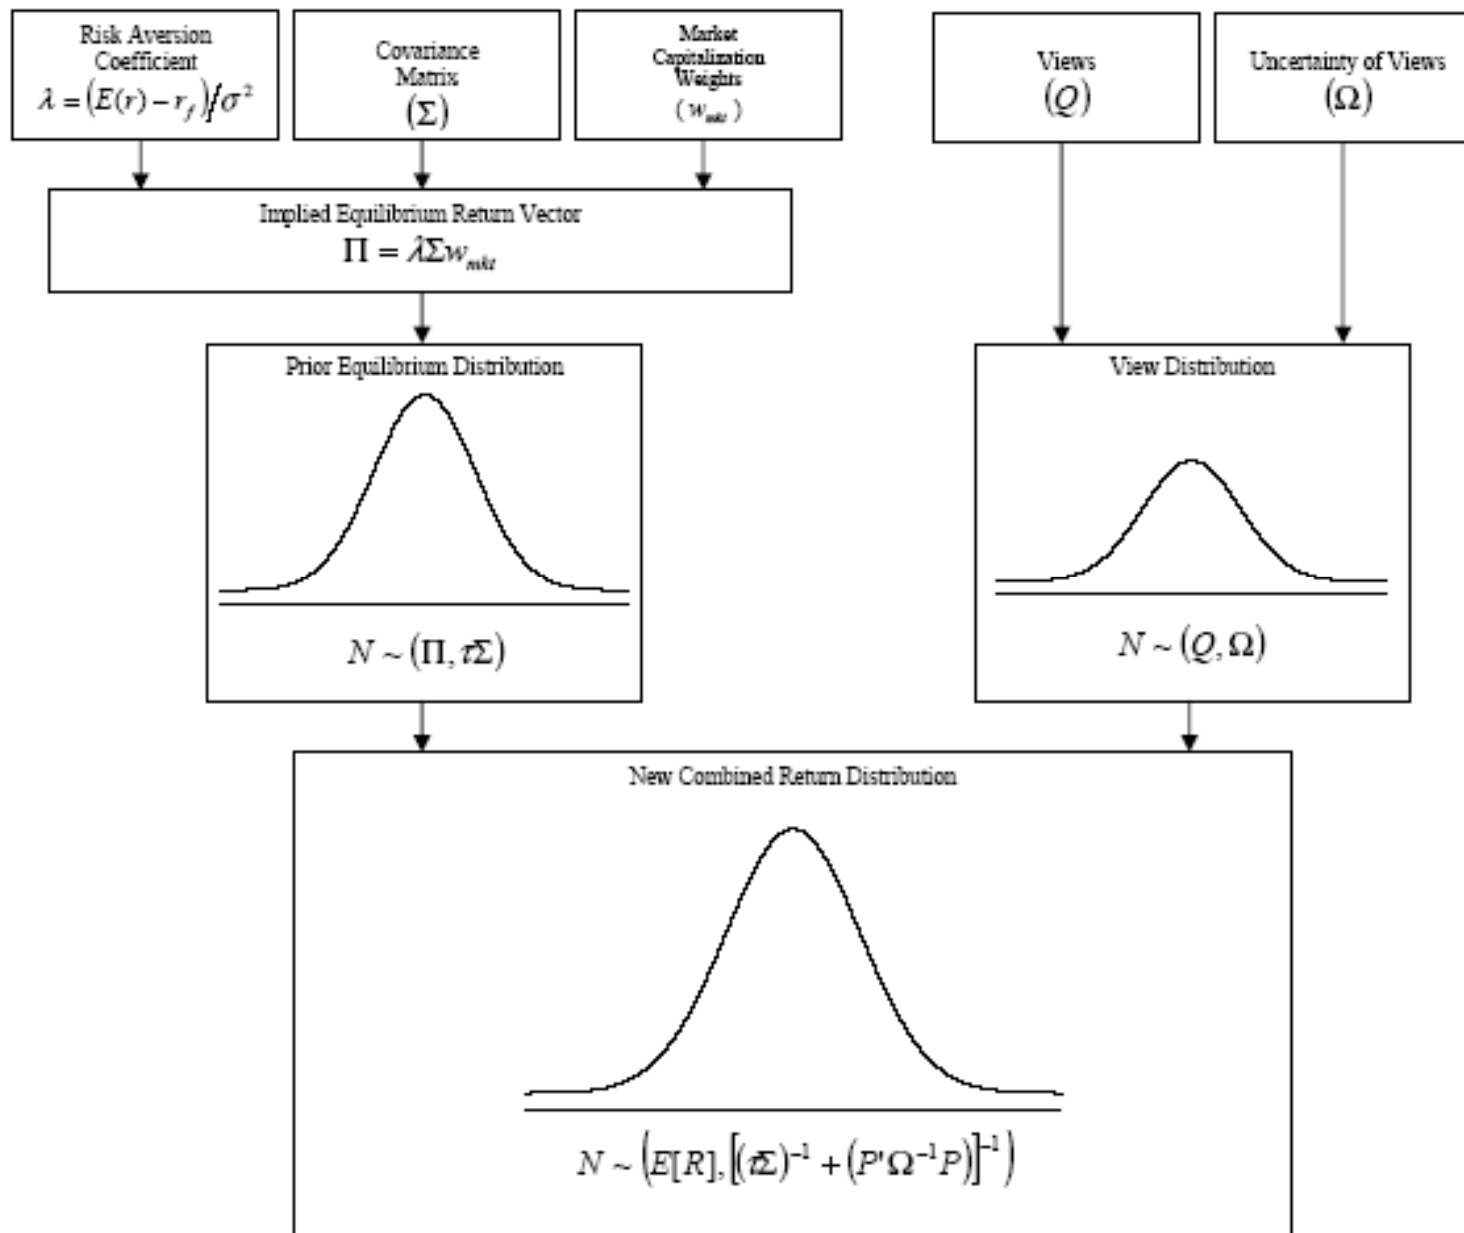 Risk Aversion
Coefficient
λ = (E(r) − r_f)/σ²
Covariance
Matrix
(Σ)
Market
Capitalization
Weights
(w_mkt)
Views
(Q)
Uncertainty of Views
(Ω)
Implied Equilibrium Return Vector
Π = λΣw_mkt
Prior Equilibrium Distribution
N ~ (Π, τΣ)
View Distribution
N ~ (Q, Ω)
New Combined Return Distribution
N ~ (E[R], [(τΣ)⁻¹ + (P'Ω⁻¹P)]⁻¹)